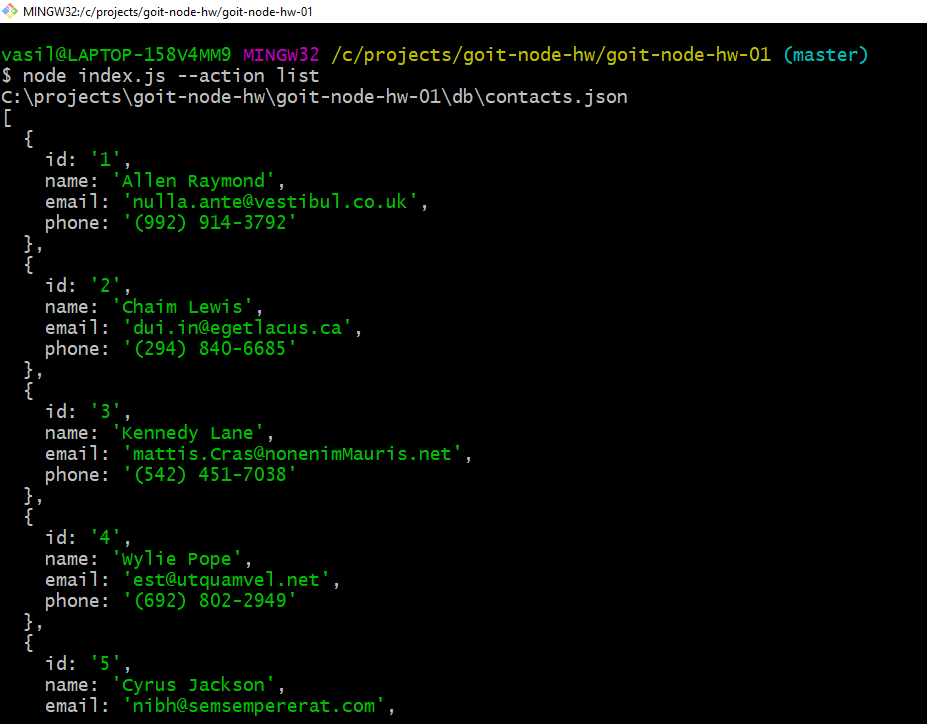 MINGW32:/c/projects/goit-node-hw/goit-node-hw-01
vasil@LAPTOP-158V4MM9 MINGW32 /c/projects/goit-node-hw/goit-node-hw-01 (master)
$ node index.js --action list
C:\projects\goit-node-hw\goit-node-hw-01\db\contacts.json
[
  {
    id: '1',
    name: 'Allen Raymond',
    email: 'nulla.ante@vestibul.co.uk',
    phone: '(992) 914-3792'
  },
  {
    id: '2',
    name: 'Chaim Lewis',
    email: 'dui.in@egetlacus.ca',
    phone: '(294) 840-6685'
  },
  {
    id: '3',
    name: 'Kennedy Lane',
    email: 'mattis.Cras@nonenimMauris.net',
    phone: '(542) 451-7038'
  },
  {
    id: '4',
    name: 'Wylie Pope',
    email: 'est@utquamvel.net',
    phone: '(692) 802-2949'
  },
  {
    id: '5',
    name: 'Cyrus Jackson',
    email: 'nibh@semsempererat.com',